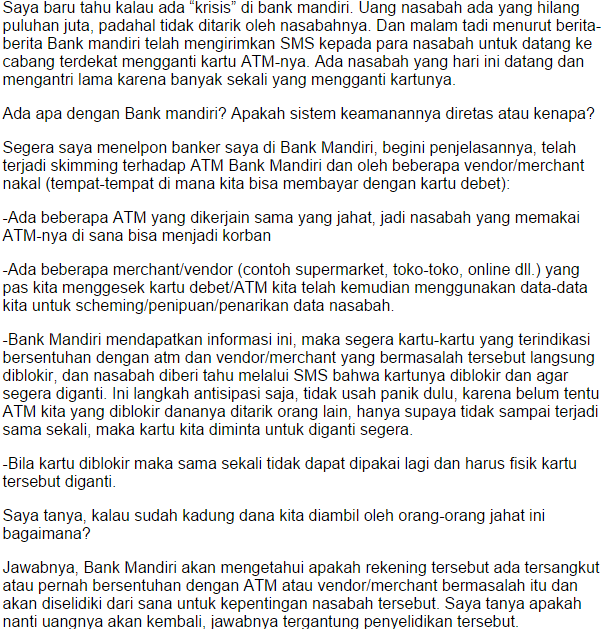 Saya baru tahu kalau ada “krisis” di bank mandiri. Uang nasabah ada yang hilang
puluhan juta, padahal tidak ditarik oleh nasabahnya. Dan malam tadi menurut berita-
berita Bank mandiri telah mengirimkan SMS kepada para nasabah untuk datang ke
cabang terdekat mengganti kartu ATM-nya. Ada nasabah yang hari ini datang dan
mengantri lama karena banyak sekali yang mengganti kartunya.
Ada apa dengan Bank mandiri? Apakah sistem keamanannya diretas atau kenapa?
Segera saya menelpon banker saya di Bank Mandiri, begini penjelasannya, telah
terjadi skimming terhadap ATM Bank Mandiri dan oleh beberapa vendor/merchant
nakal (tempat-tempat di mana kita bisa membayar dengan kartu debet):
-Ada beberapa ATM yang dikerjain sama yang jahat, jadi nasabah yang memakai
ATM-nya di sana bisa menjadi korban
-Ada beberapa merchant/vendor (contoh supermarket, toko-toko, online dll.) yang
pas kita menggesek kartu debet/ATM kita telah kemudian menggunakan data-data
kita untuk scheming/penipuan/penarikan data nasabah.
-Bank Mandiri mendapatkan informasi ini, maka segera kartu-kartu yang terindikasi
bersentuhan dengan atm dan vendor/merchant yang bermasalah tersebut langsung
diblokir, dan nasabah diberi tahu melalui SMS bahwa kartunya diblokir dan agar
segera diganti. Ini langkah antisipasi saja, tidak usah panik dulu, karena belum tentu
ATM kita yang diblokir dananya ditarik orang lain, hanya supaya tidak sampai terjadi
sama sekali, maka kartu kita diminta untuk diganti segera.
-Bila kartu diblokir maka sama sekali tidak dapat dipakai lagi dan harus fisik kartu
tersebut diganti.
Saya tanya, kalau sudah kadung dana kita diambil oleh orang-orang jahat ini
bagaimana?
Jawabnya, Bank Mandiri akan mengetahui apakah rekening tersebut ada tersangkut
atau pernah bersentuhan dengan ATM atau vendor/merchant bermasalah itu dan
akan diselidiki dari sana untuk kepentingan nasabah tersebut. Saya tanya apakah
nanti uangnya akan kembali, jawabnya tergantung penyelidikan tersebut.